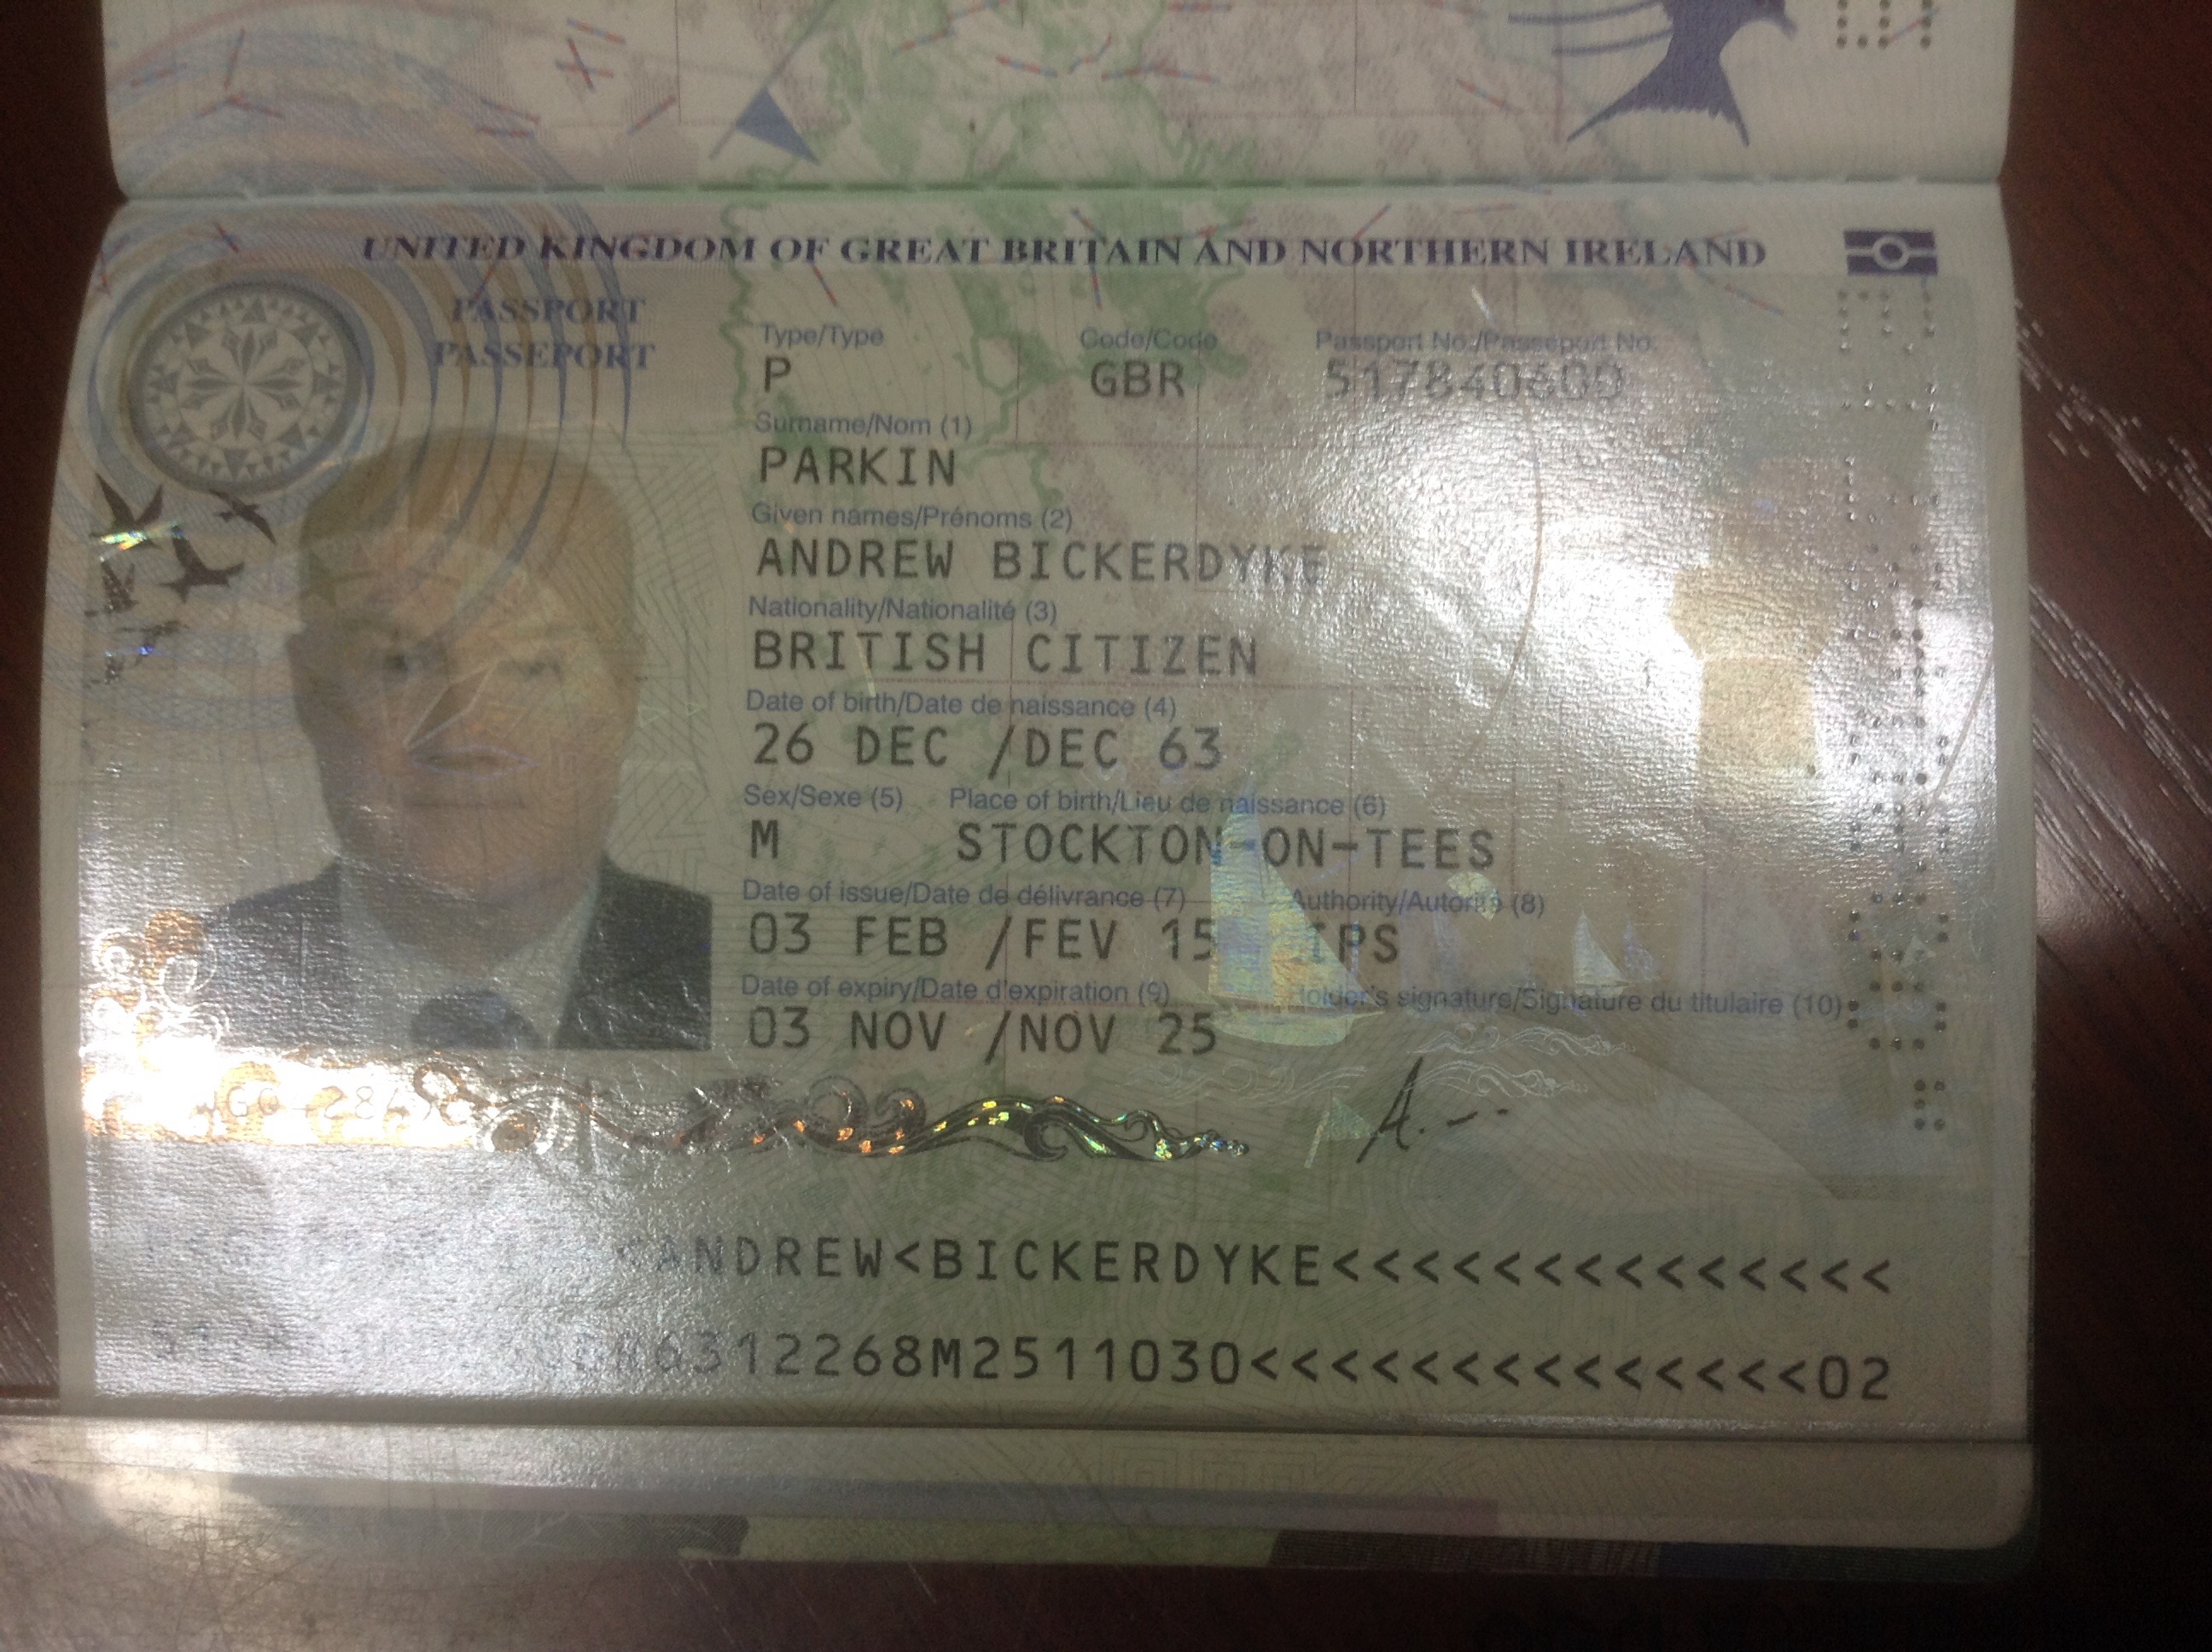 UNITED KINGDOM OF GREAT BRITAIN AND NORTHERN IRELAND
PASSPORT
PASSEPORT
Type/Type Code/Code Passport No./Passeport No.
P GBR
Surname/Nom (1)
PARKIN
Given names/Prénoms (2)
ANDREW BICKERDYKE
Nationality/Nationalité (3)
BRITISH CITIZEN
Date of birth/Date de naissance (4)
26 DEC /DEC 63
Sex/Sexe (5) Place of birth/Lieu de naissance (6)
M STOCKTON-ON-TEES
Date of issue/Date de délivrance (7) Authority/Autorité (8)
03 FEB /FEV 15 IPS
Date of expiry/Date d'expiration (9) Holder's signature/Signature du titulaire (10)
03 NOV /NOV 25
ANDREW<BICKERDYKE<<<<<<<<<<<<<<
6312268M2511030<<<<<<<<<<<<<<02